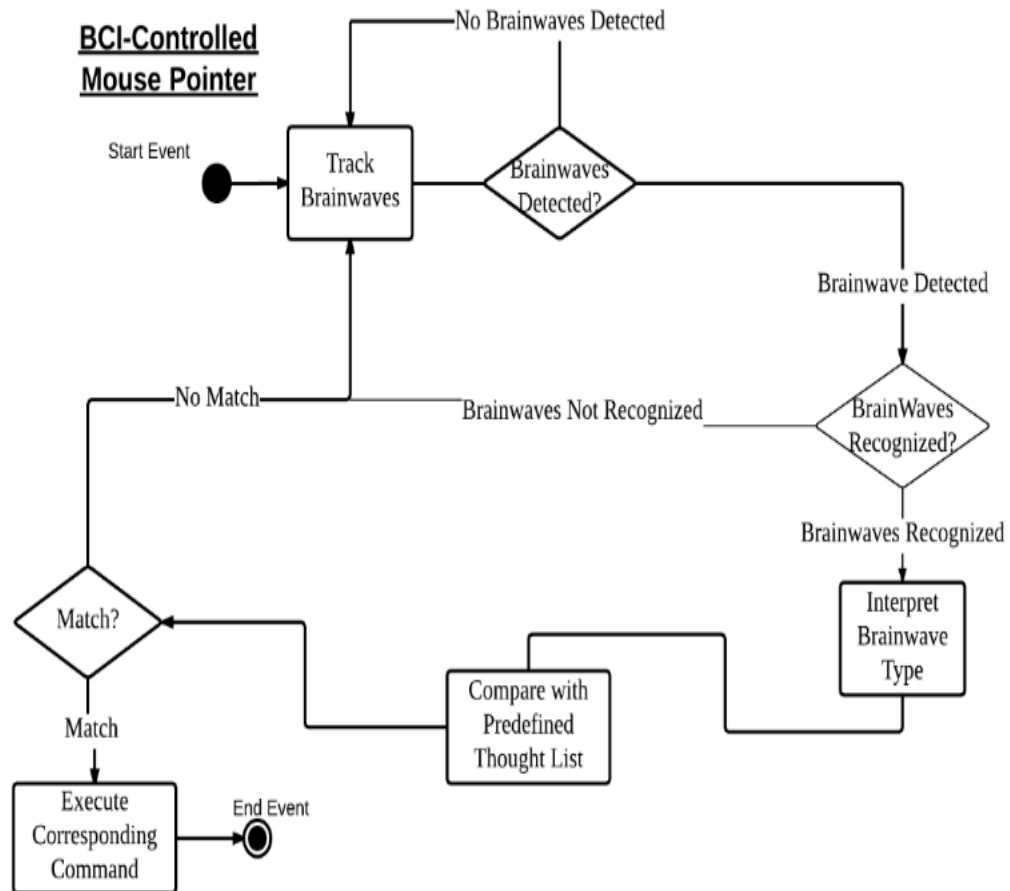 BCI-Controlled
Mouse Pointer
No Brainwaves Detected
Start Event
Track
Brainwaves
Brainwaves
Detected?
Brainwave Detected
No Match
Brainwaves Not Recognized
BrainWaves
Recognized?
Brainwaves Recognized
Interpret
Brainwave
Type
Match?
Compare with
Predefined
Thought List
Match
Execute
Corresponding
Command
End Event